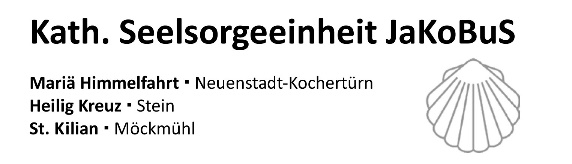 Kath. Seelsorgeeinheit JaKoBuS
Mariä Himmelfahrt ▪ Neuenstadt-Kochertürn
Heilig Kreuz ▪ Stein
St. Kilian ▪ Möckmühl